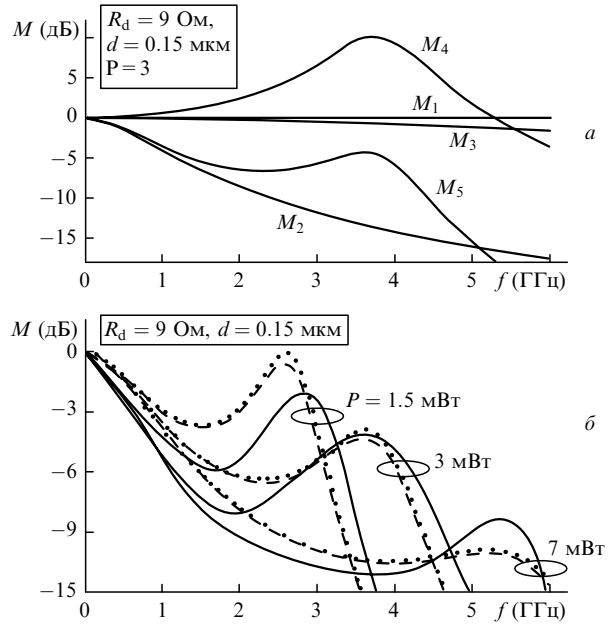 M (дБ)
R_d = 9 Ом,
d = 0.15 мкм
P = 3
5
0
−5
−10
−15
M_4
M_1
M_3
M_5
M_2
а
0 1 2 3 4 5 f (ГГц)
M (дБ)
R_d = 9 Ом, d = 0.15 мкм
0
−3
−6
−9
−12
−15
P = 1.5 мВт
3 мВт
7 мВт
б
0 1 2 3 4 5 f (ГГц)